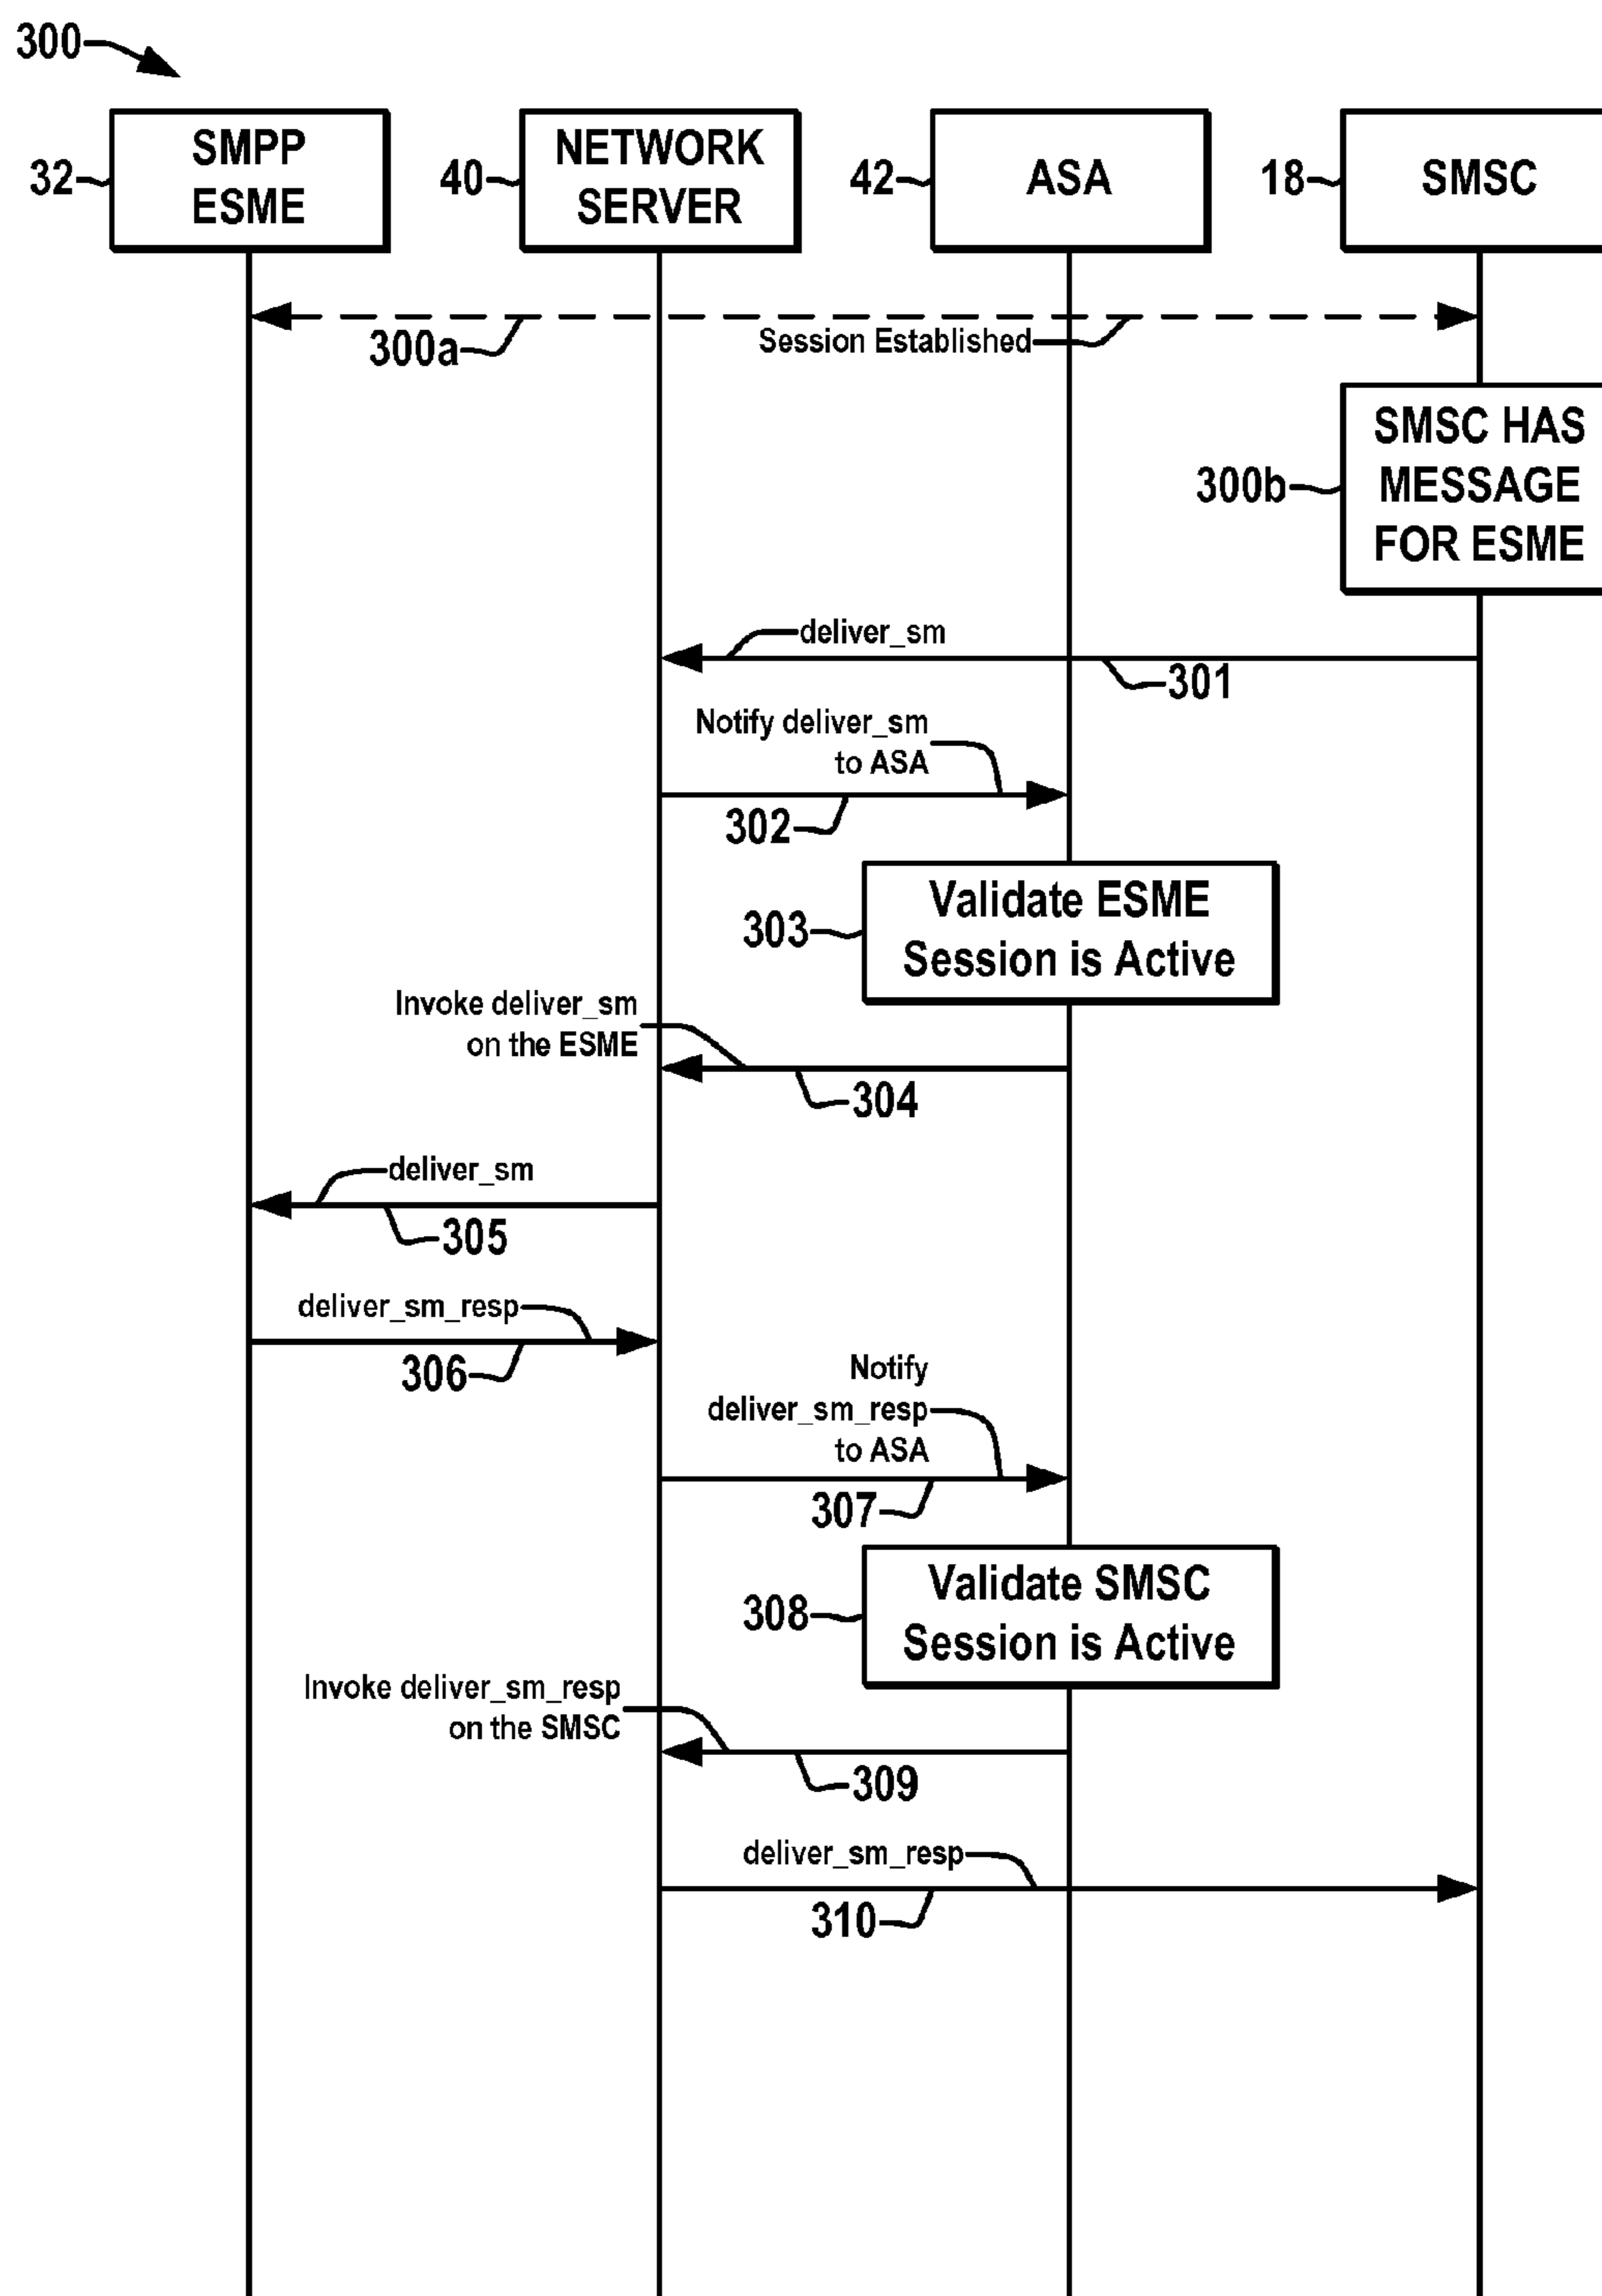 300
SMPP
ESME
32
NETWORK
SERVER
40
ASA
42
SMSC
18
300a
Session Established
SMSC HAS
MESSAGE
FOR ESME
300b
deliver_sm
301
Notify deliver_sm
to ASA
302
Validate ESME
Session is Active
303
Invoke deliver_sm
on the ESME
304
deliver_sm
305
deliver_sm_resp
306
Notify
deliver_sm_resp
to ASA
307
Validate SMSC
Session is Active
308
Invoke deliver_sm_resp
on the SMSC
309
deliver_sm_resp
310